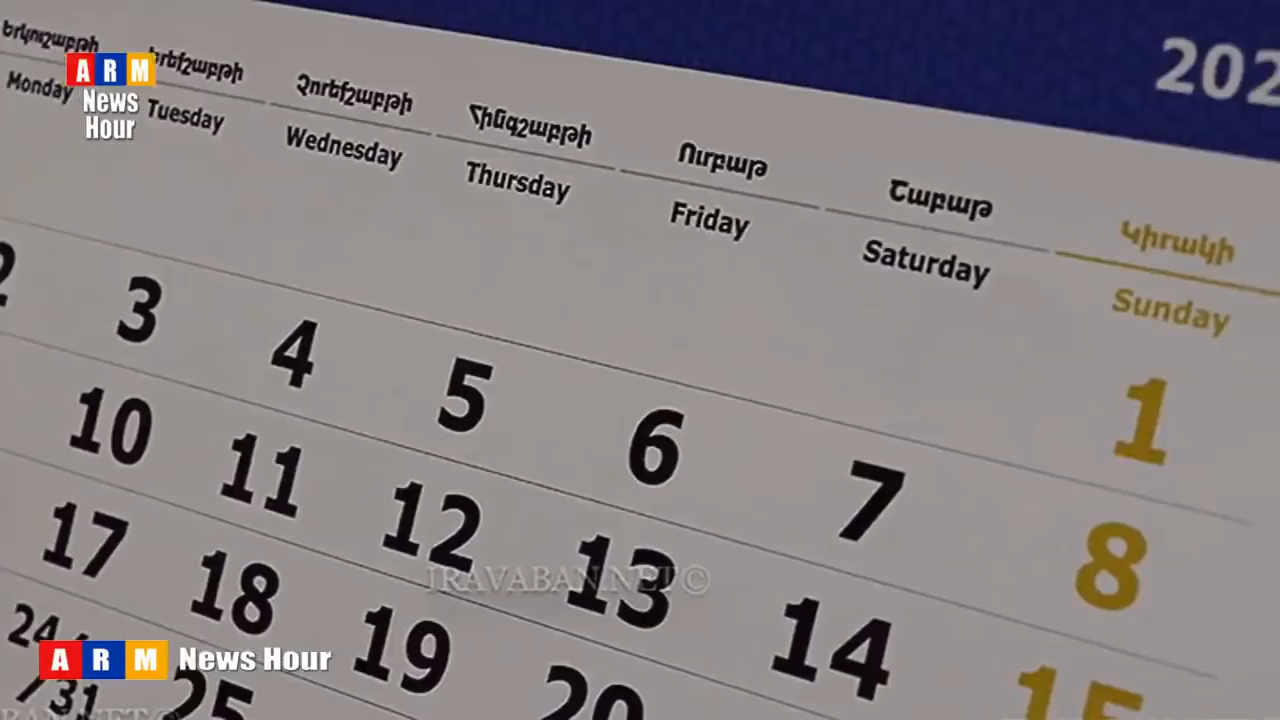 202
Երկուշաբթի Երեքշաբթի Չորեքշաբթի Հինգշաբթի Ուրբաթ Շաբաթ Կիրակի
Monday Tuesday Wednesday Thursday Friday Saturday Sunday
1
2 3 4 5 6 7 8
10 11 12 13 14 15
17 18 19 20
24/31 25
ARM
News
Hour
IRAVABAN.NET©
ARM News Hour